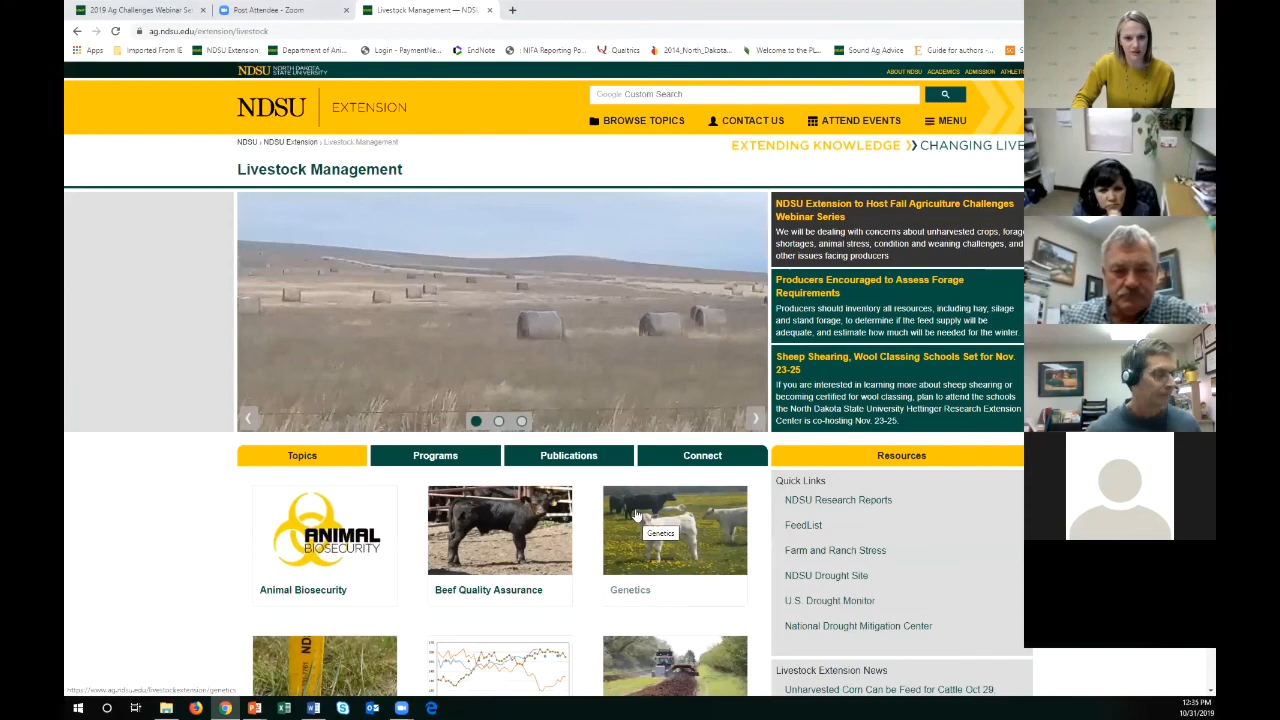 2019 Ag Challenges Webinar Se
Post Attendee - Zoom
Livestock Management — NDSU
ag.ndsu.edu/extension/livestock
Apps
Imported From IE
NDSU Extension
Department of Ani...
Login - PaymentNe...
EndNote
: NIFA Reporting Po...
Qualtrics
2014_North_Dakota...
Welcome to the PL...
Sound Ag Advice
Guide for authors -...
NDSU NORTH DAKOTA STATE UNIVERSITY
ABOUT NDSU ACADEMICS ADMISSION ATHLETI
NDSU EXTENSION
Google Custom Search
BROWSE TOPICS CONTACT US ATTEND EVENTS MENU
NDSU › NDSU Extension › Livestock Management
EXTENDING KNOWLEDGE CHANGING LIVE
Livestock Management
NDSU Extension to Host Fall Agriculture Challenges
Webinar Series
We will be dealing with concerns about unharvested crops, forage
shortages, animal stress, condition and weaning challenges, and
other issues facing producers
Producers Encouraged to Assess Forage
Requirements
Producers should inventory all resources, including hay, silage
and stand forage, to determine if the feed supply will be
adequate, and estimate how much will be needed for the winter.
Sheep Shearing, Wool Classing Schools Set for Nov.
23-25
If you are interested in learning more about sheep shearing or
becoming certified for wool classing, plan to attend the schools
the North Dakota State University Hettinger Research Extension
Center is co-hosting Nov. 23-25.
Topics
Programs
Publications
Connect
Resources
ANIMAL
BIOSECURITY
Animal Biosecurity
Beef Quality Assurance
Genetics
Genetics
Quick Links
NDSU Research Reports
FeedList
Farm and Ranch Stress
NDSU Drought Site
U.S. Drought Monitor
National Drought Mitigation Center
Livestock Extension News
Unharvested Corn Can be Feed for Cattle Oct 29,
https://www.ag.ndsu.edu/livestockextension/genetics
12:35 PM
10/31/2019